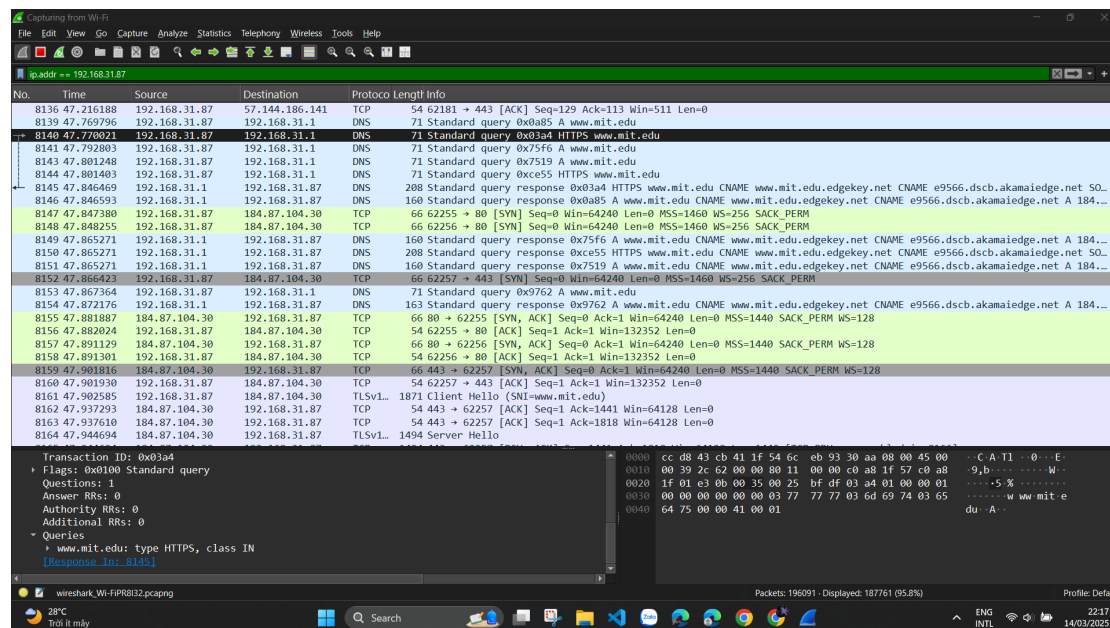 Capturing from Wi-Fi
File Edit View Go Capture Analyze Statistics Telephony Wireless Tools Help
ip.addr == 192.168.31.87
No. Time Source Destination Protoco Length Info
8136 47.216188 192.168.31.87 57.144.186.141 TCP 54 62181 → 443 [ACK] Seq=129 Ack=113 Win=511 Len=0
8139 47.769796 192.168.31.87 192.168.31.1 DNS 71 Standard query 0x0a85 A www.mit.edu
8140 47.770021 192.168.31.87 192.168.31.1 DNS 71 Standard query 0x03a4 HTTPS www.mit.edu
8141 47.792803 192.168.31.87 192.168.31.1 DNS 71 Standard query 0x75f6 A www.mit.edu
8143 47.801248 192.168.31.87 192.168.31.1 DNS 71 Standard query 0x7519 A www.mit.edu
8144 47.801403 192.168.31.87 192.168.31.1 DNS 71 Standard query 0xce55 HTTPS www.mit.edu
8145 47.846469 192.168.31.1 192.168.31.87 DNS 208 Standard query response 0x03a4 HTTPS www.mit.edu CNAME www.mit.edu.edgekey.net CNAME e9566.dscb.akamaiedge.net SO...
8146 47.846593 192.168.31.1 192.168.31.87 DNS 160 Standard query response 0x0a85 A www.mit.edu CNAME www.mit.edu.edgekey.net CNAME e9566.dscb.akamaiedge.net A 184...
8147 47.847380 192.168.31.87 184.87.104.30 TCP 66 62255 → 80 [SYN] Seq=0 Win=64240 Len=0 MSS=1460 WS=256 SACK_PERM
8148 47.848255 192.168.31.87 184.87.104.30 TCP 66 62256 → 80 [SYN] Seq=0 Win=64240 Len=0 MSS=1460 WS=256 SACK_PERM
8149 47.865271 192.168.31.1 192.168.31.87 DNS 160 Standard query response 0x75f6 A www.mit.edu CNAME www.mit.edu.edgekey.net CNAME e9566.dscb.akamaiedge.net A 184...
8150 47.865271 192.168.31.1 192.168.31.87 DNS 208 Standard query response 0xce55 HTTPS www.mit.edu CNAME www.mit.edu.edgekey.net CNAME e9566.dscb.akamaiedge.net SO...
8151 47.865271 192.168.31.1 192.168.31.87 DNS 160 Standard query response 0x7519 A www.mit.edu CNAME www.mit.edu.edgekey.net CNAME e9566.dscb.akamaiedge.net A 184...
8152 47.866423 192.168.31.87 184.87.104.30 TCP 66 62257 → 443 [SYN] Seq=0 Win=64240 Len=0 MSS=1460 WS=256 SACK_PERM
8153 47.867364 192.168.31.87 192.168.31.1 DNS 71 Standard query 0x9762 A www.mit.edu
8154 47.872176 192.168.31.1 192.168.31.87 DNS 163 Standard query response 0x9762 A www.mit.edu CNAME www.mit.edu.edgekey.net CNAME e9566.dscb.akamaiedge.net A 184...
8155 47.881887 184.87.104.30 192.168.31.87 TCP 66 80 → 62255 [SYN, ACK] Seq=0 Ack=1 Win=64240 Len=0 MSS=1440 SACK_PERM WS=128
8156 47.882024 192.168.31.87 184.87.104.30 TCP 54 62255 → 80 [ACK] Seq=1 Ack=1 Win=132352 Len=0
8157 47.891129 184.87.104.30 192.168.31.87 TCP 66 80 → 62256 [SYN, ACK] Seq=0 Ack=1 Win=64240 Len=0 MSS=1440 SACK_PERM WS=128
8158 47.891301 192.168.31.87 184.87.104.30 TCP 54 62256 → 80 [ACK] Seq=1 Ack=1 Win=132352 Len=0
8159 47.901816 184.87.104.30 192.168.31.87 TCP 66 443 → 62257 [SYN, ACK] Seq=0 Ack=1 Win=64240 Len=0 MSS=1440 SACK_PERM WS=128
8160 47.901930 192.168.31.87 184.87.104.30 TCP 54 62257 → 443 [ACK] Seq=1 Ack=1 Win=132352 Len=0
8161 47.902585 192.168.31.87 184.87.104.30 TLSv1... 1871 Client Hello (SNI=www.mit.edu)
8162 47.937293 184.87.104.30 192.168.31.87 TCP 54 443 → 62257 [ACK] Seq=1 Ack=1441 Win=64128 Len=0
8163 47.937610 184.87.104.30 192.168.31.87 TCP 54 443 → 62257 [ACK] Seq=1 Ack=1818 Win=64128 Len=0
8164 47.944694 184.87.104.30 192.168.31.87 TLSv1... 1494 Server Hello
Transaction ID: 0x03a4
Flags: 0x0100 Standard query
Questions: 1
Answer RRs: 0
Authority RRs: 0
Additional RRs: 0
Queries
www.mit.edu: type HTTPS, class IN
[Response In: 8145]
0000 cc d8 43 cb 41 1f 54 6c eb 93 30 aa 08 00 45 00 ··C·A·Tl ··0···E·
0010 00 39 2c 62 00 00 80 11 00 00 c0 a8 1f 57 c0 a8 ·9,b···· ·····W··
0020 1f 01 e3 0b 00 35 00 25 bf df 03 a4 01 00 00 01 ·····5·% ········
0030 00 00 00 00 00 00 03 77 77 77 03 6d 69 74 03 65 ·······w ww·mit·e
0040 64 75 00 00 41 00 01 du··A··
wireshark_Wi-FiPR8I32.pcapng
Packets: 196091 · Displayed: 187761 (95.8%)
Profile: Defa
28°C
Trời ít mây
Search
Zalo
ENG
INTL
22:17
14/03/2025